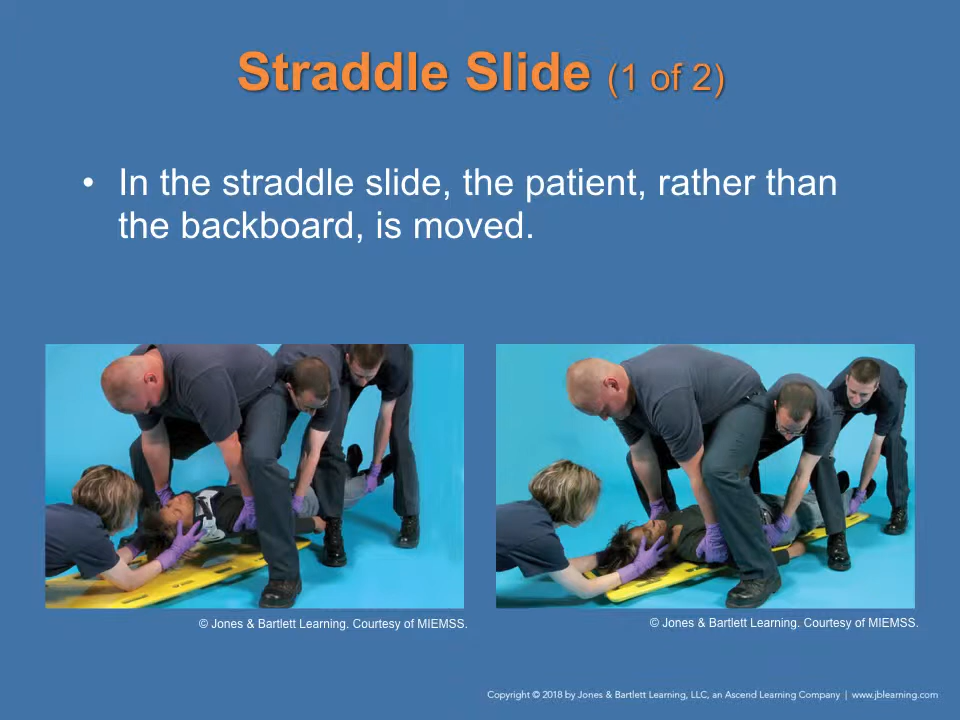 Straddle Slide (1 of 2)
• In the straddle slide, the patient, rather than
the backboard, is moved.
© Jones & Bartlett Learning. Courtesy of MIEMSS.
© Jones & Bartlett Learning. Courtesy of MIEMSS.
Copyright © 2018 by Jones & Bartlett Learning, LLC, an Ascend Learning Company | www.jblearning.com